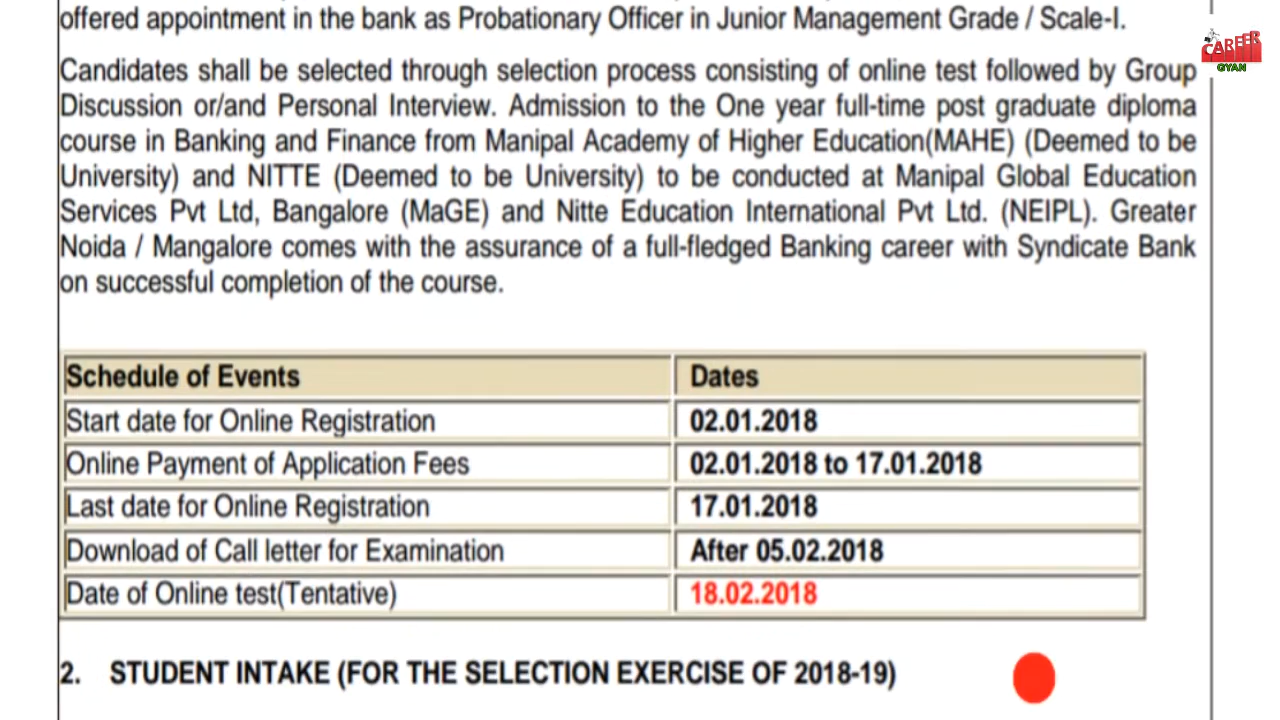 offered appointment in the bank as Probationary Officer in Junior Management Grade / Scale-I.
CAREER
GYAN
Candidates shall be selected through selection process consisting of online test followed by Group
Discussion or/and Personal Interview. Admission to the One year full-time post graduate diploma
course in Banking and Finance from Manipal Academy of Higher Education(MAHE) (Deemed to be
University) and NITTE (Deemed to be University) to be conducted at Manipal Global Education
Services Pvt Ltd, Bangalore (MaGE) and Nitte Education International Pvt Ltd. (NEIPL). Greater
Noida / Mangalore comes with the assurance of a full-fledged Banking career with Syndicate Bank
on successful completion of the course.
Schedule of Events Dates
Start date for Online Registration 02.01.2018
Online Payment of Application Fees 02.01.2018 to 17.01.2018
Last date for Online Registration 17.01.2018
Download of Call letter for Examination After 05.02.2018
Date of Online test(Tentative) 18.02.2018
2. STUDENT INTAKE (FOR THE SELECTION EXERCISE OF 2018-19)